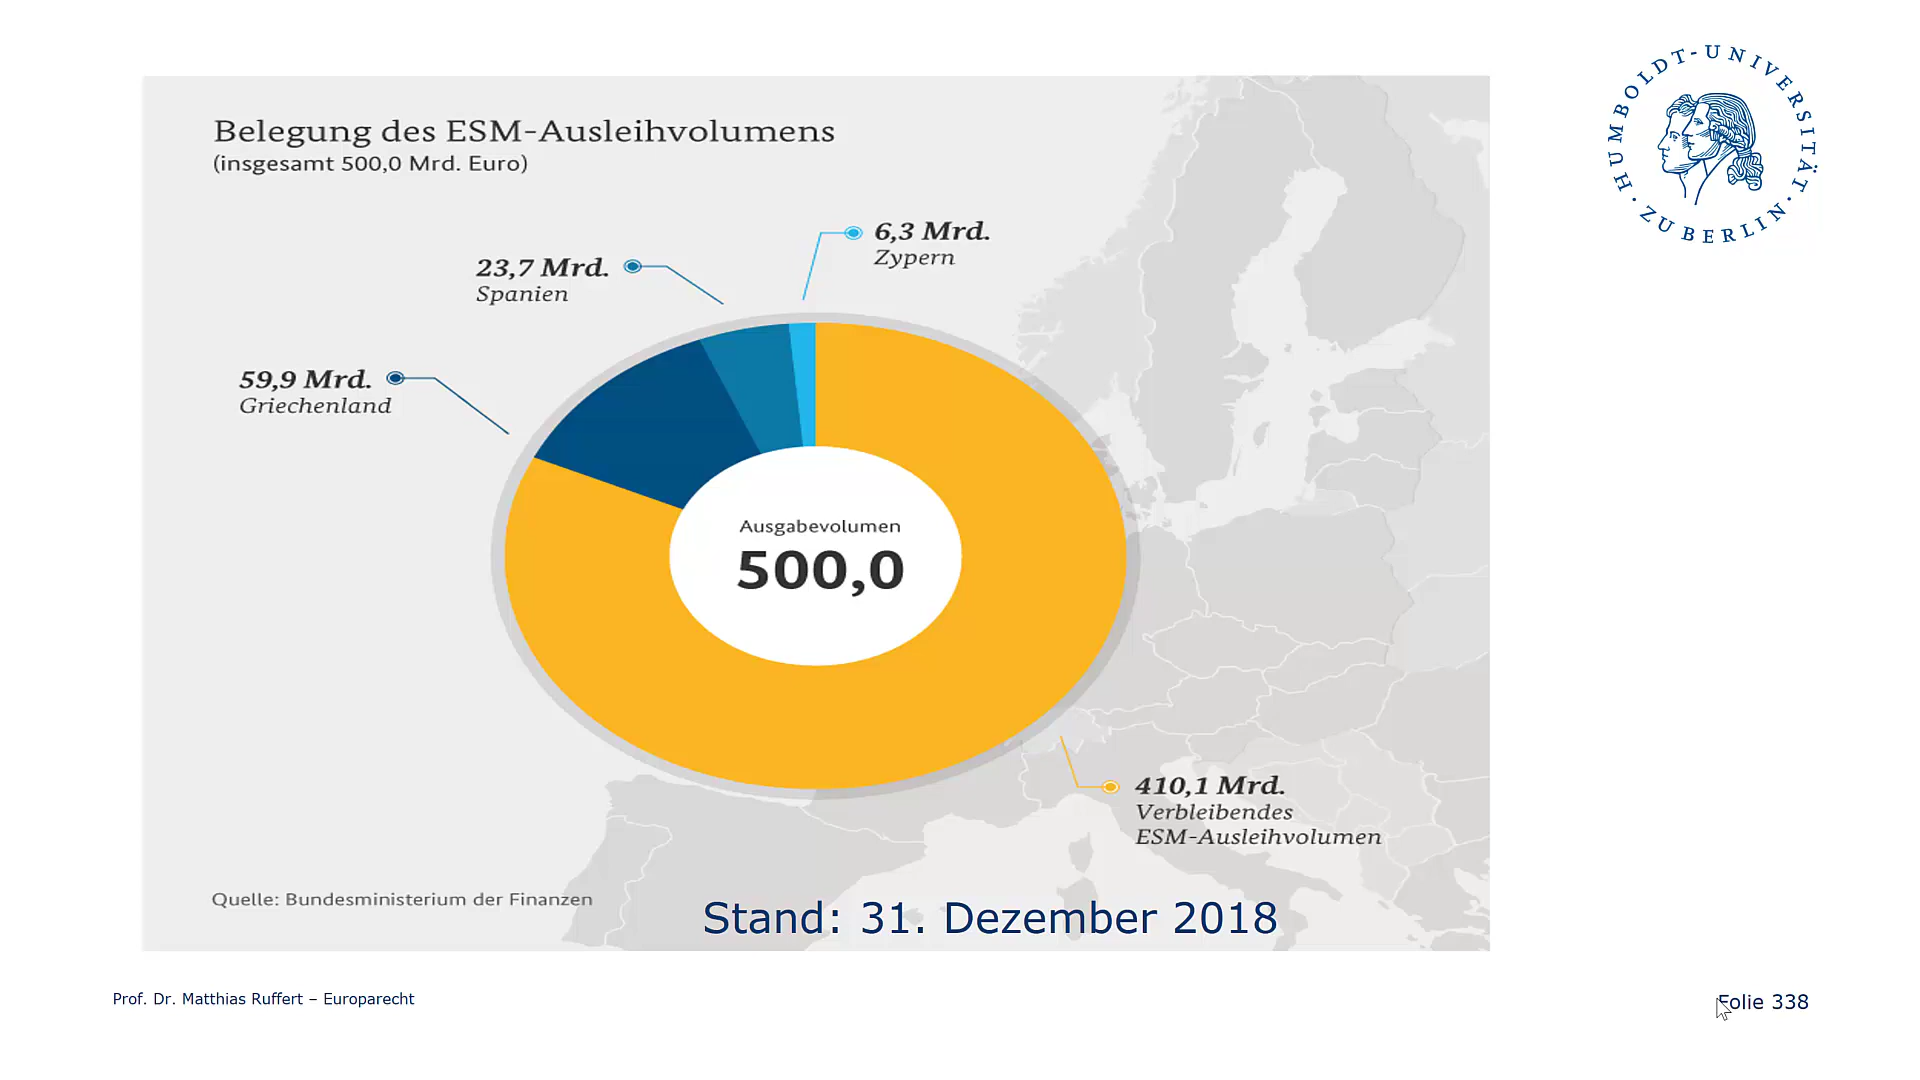 HUMBOLDT-UNIVERSITÄT · ZU BERLIN ·
Belegung des ESM-Ausleihvolumens
(insgesamt 500,0 Mrd. Euro)
6,3 Mrd.
Zypern
23,7 Mrd.
Spanien
59,9 Mrd.
Griechenland
Ausgabevolumen
500,0
410,1 Mrd.
Verbleibendes
ESM-Ausleihvolumen
Quelle: Bundesministerium der Finanzen
Stand: 31. Dezember 2018
Prof. Dr. Matthias Ruffert – Europarecht
Folie 338